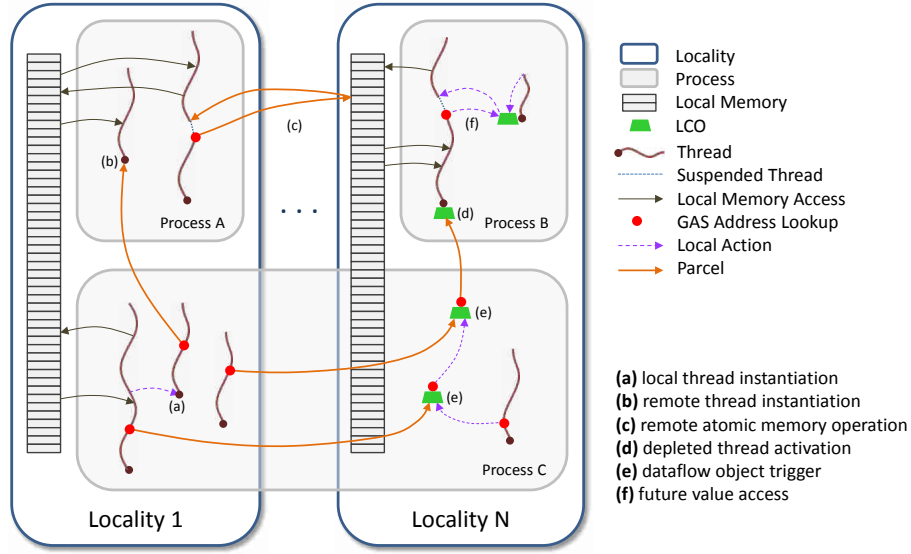 (b)
(c)
(f)
(d)
Process A
. . .
Process B
(e)
(e)
(a)
Process C
Locality 1
Locality N
Locality
Process
Local Memory
LCO
Thread
Suspended Thread
Local Memory Access
GAS Address Lookup
Local Action
Parcel
(a) local thread instantiation
(b) remote thread instantiation
(c) remote atomic memory operation
(d) depleted thread activation
(e) dataflow object trigger
(f) future value access